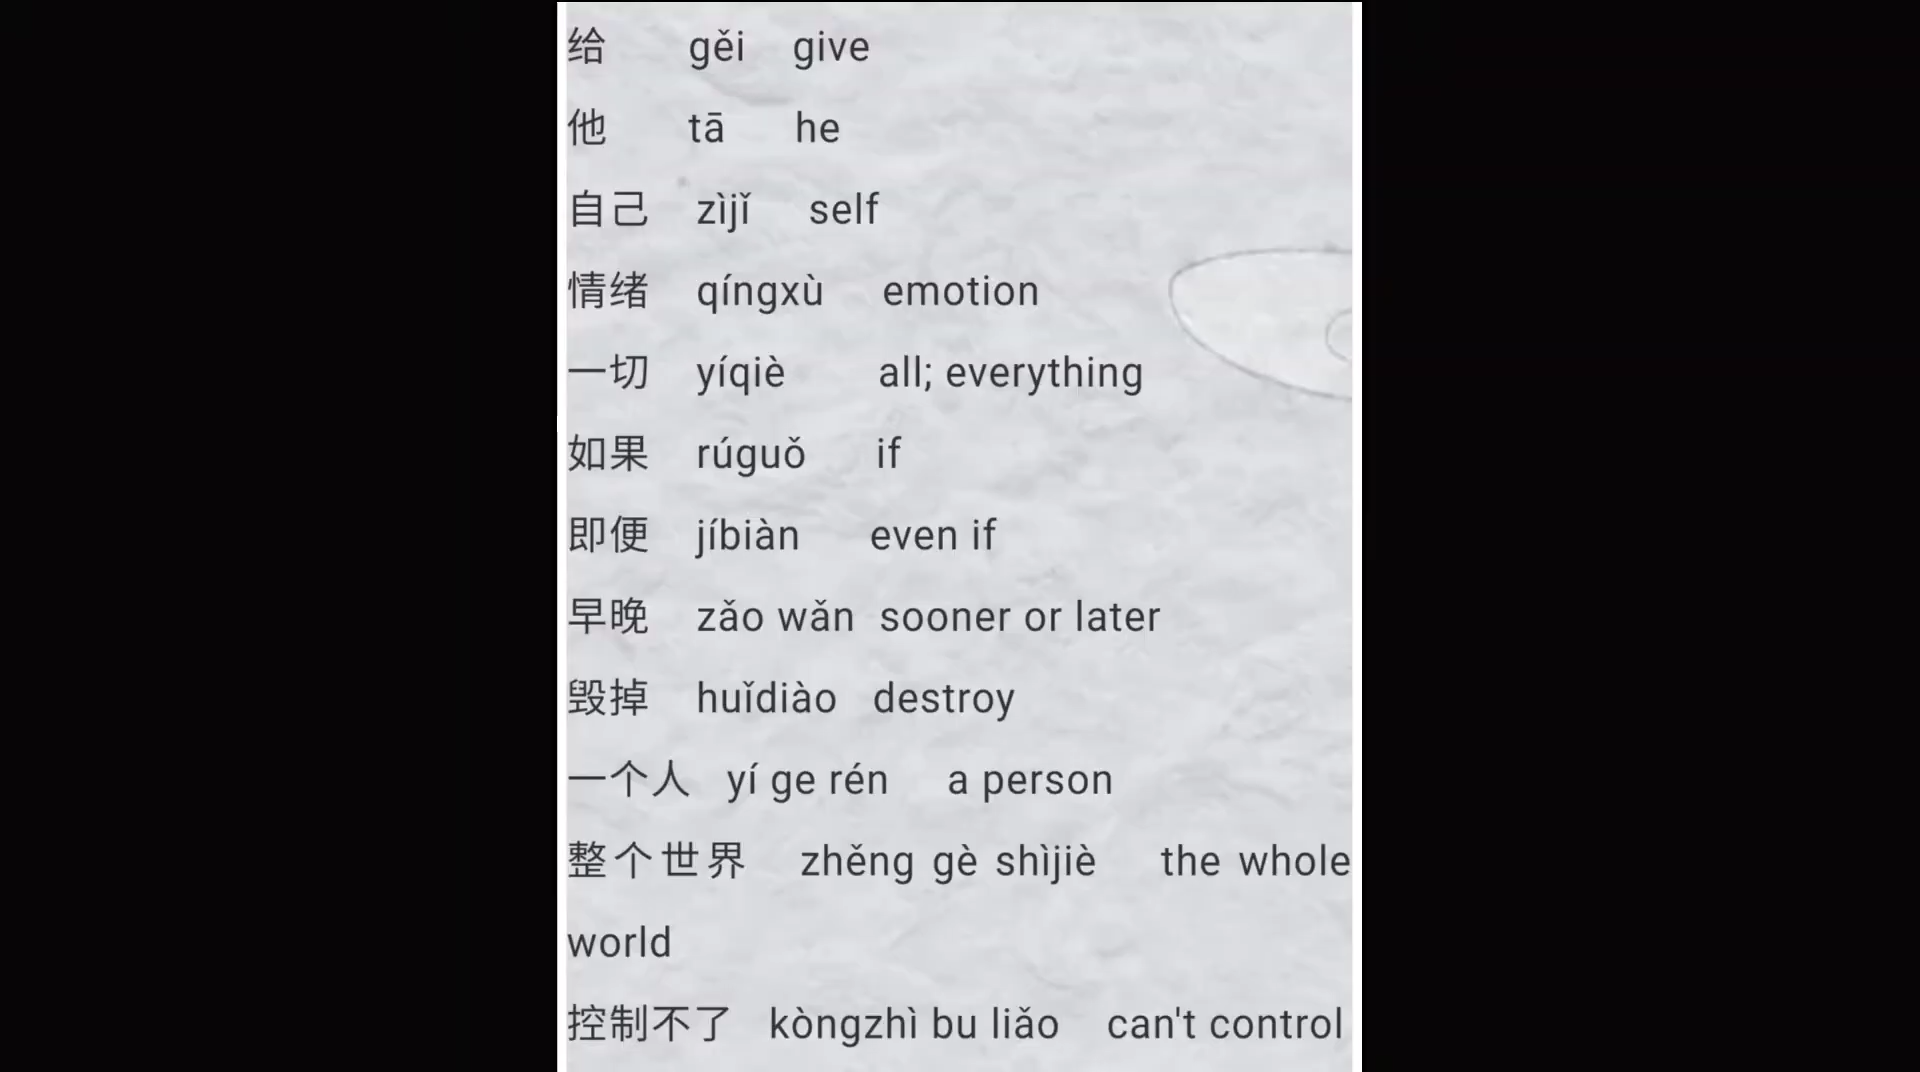 给 gěi give
他 tā he
自己 zìjǐ self
情绪 qíngxù emotion
一切 yíqiè all; everything
如果 rúguǒ if
即便 jíbiàn even if
早晚 zǎo wǎn sooner or later
毁掉 huǐdiào destroy
一个人 yí ge rén a person
整个世界 zhěng gè shìjiè the whole
world
控制不了 kòngzhì bu liǎo can't control